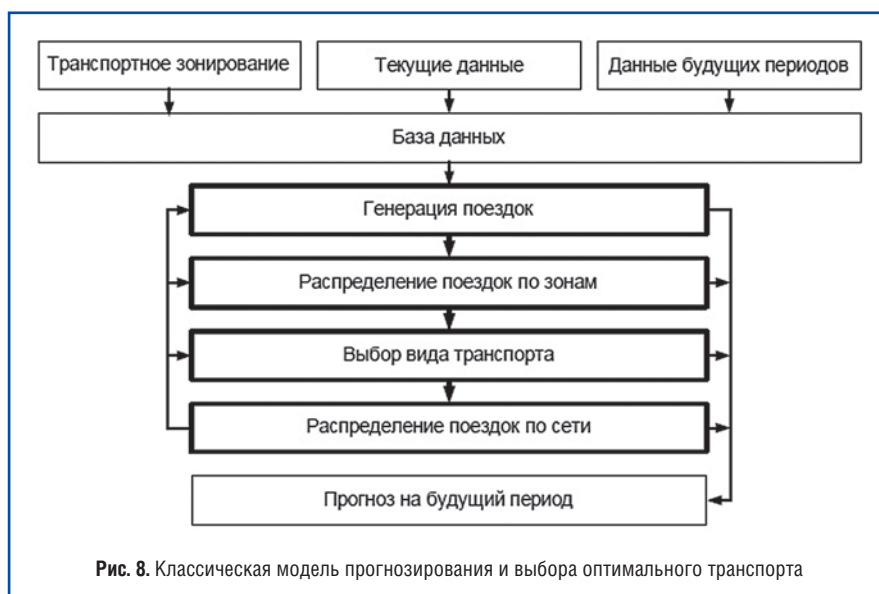 Транспортное зонирование
Текущие данные
Данные будущих периодов
База данных
Генерация поездок
Распределение поездок по зонам
Выбор вида транспорта
Распределение поездок по сети
Прогноз на будущий период
Рис. 8. Классическая модель прогнозирования и выбора оптимального транспорта